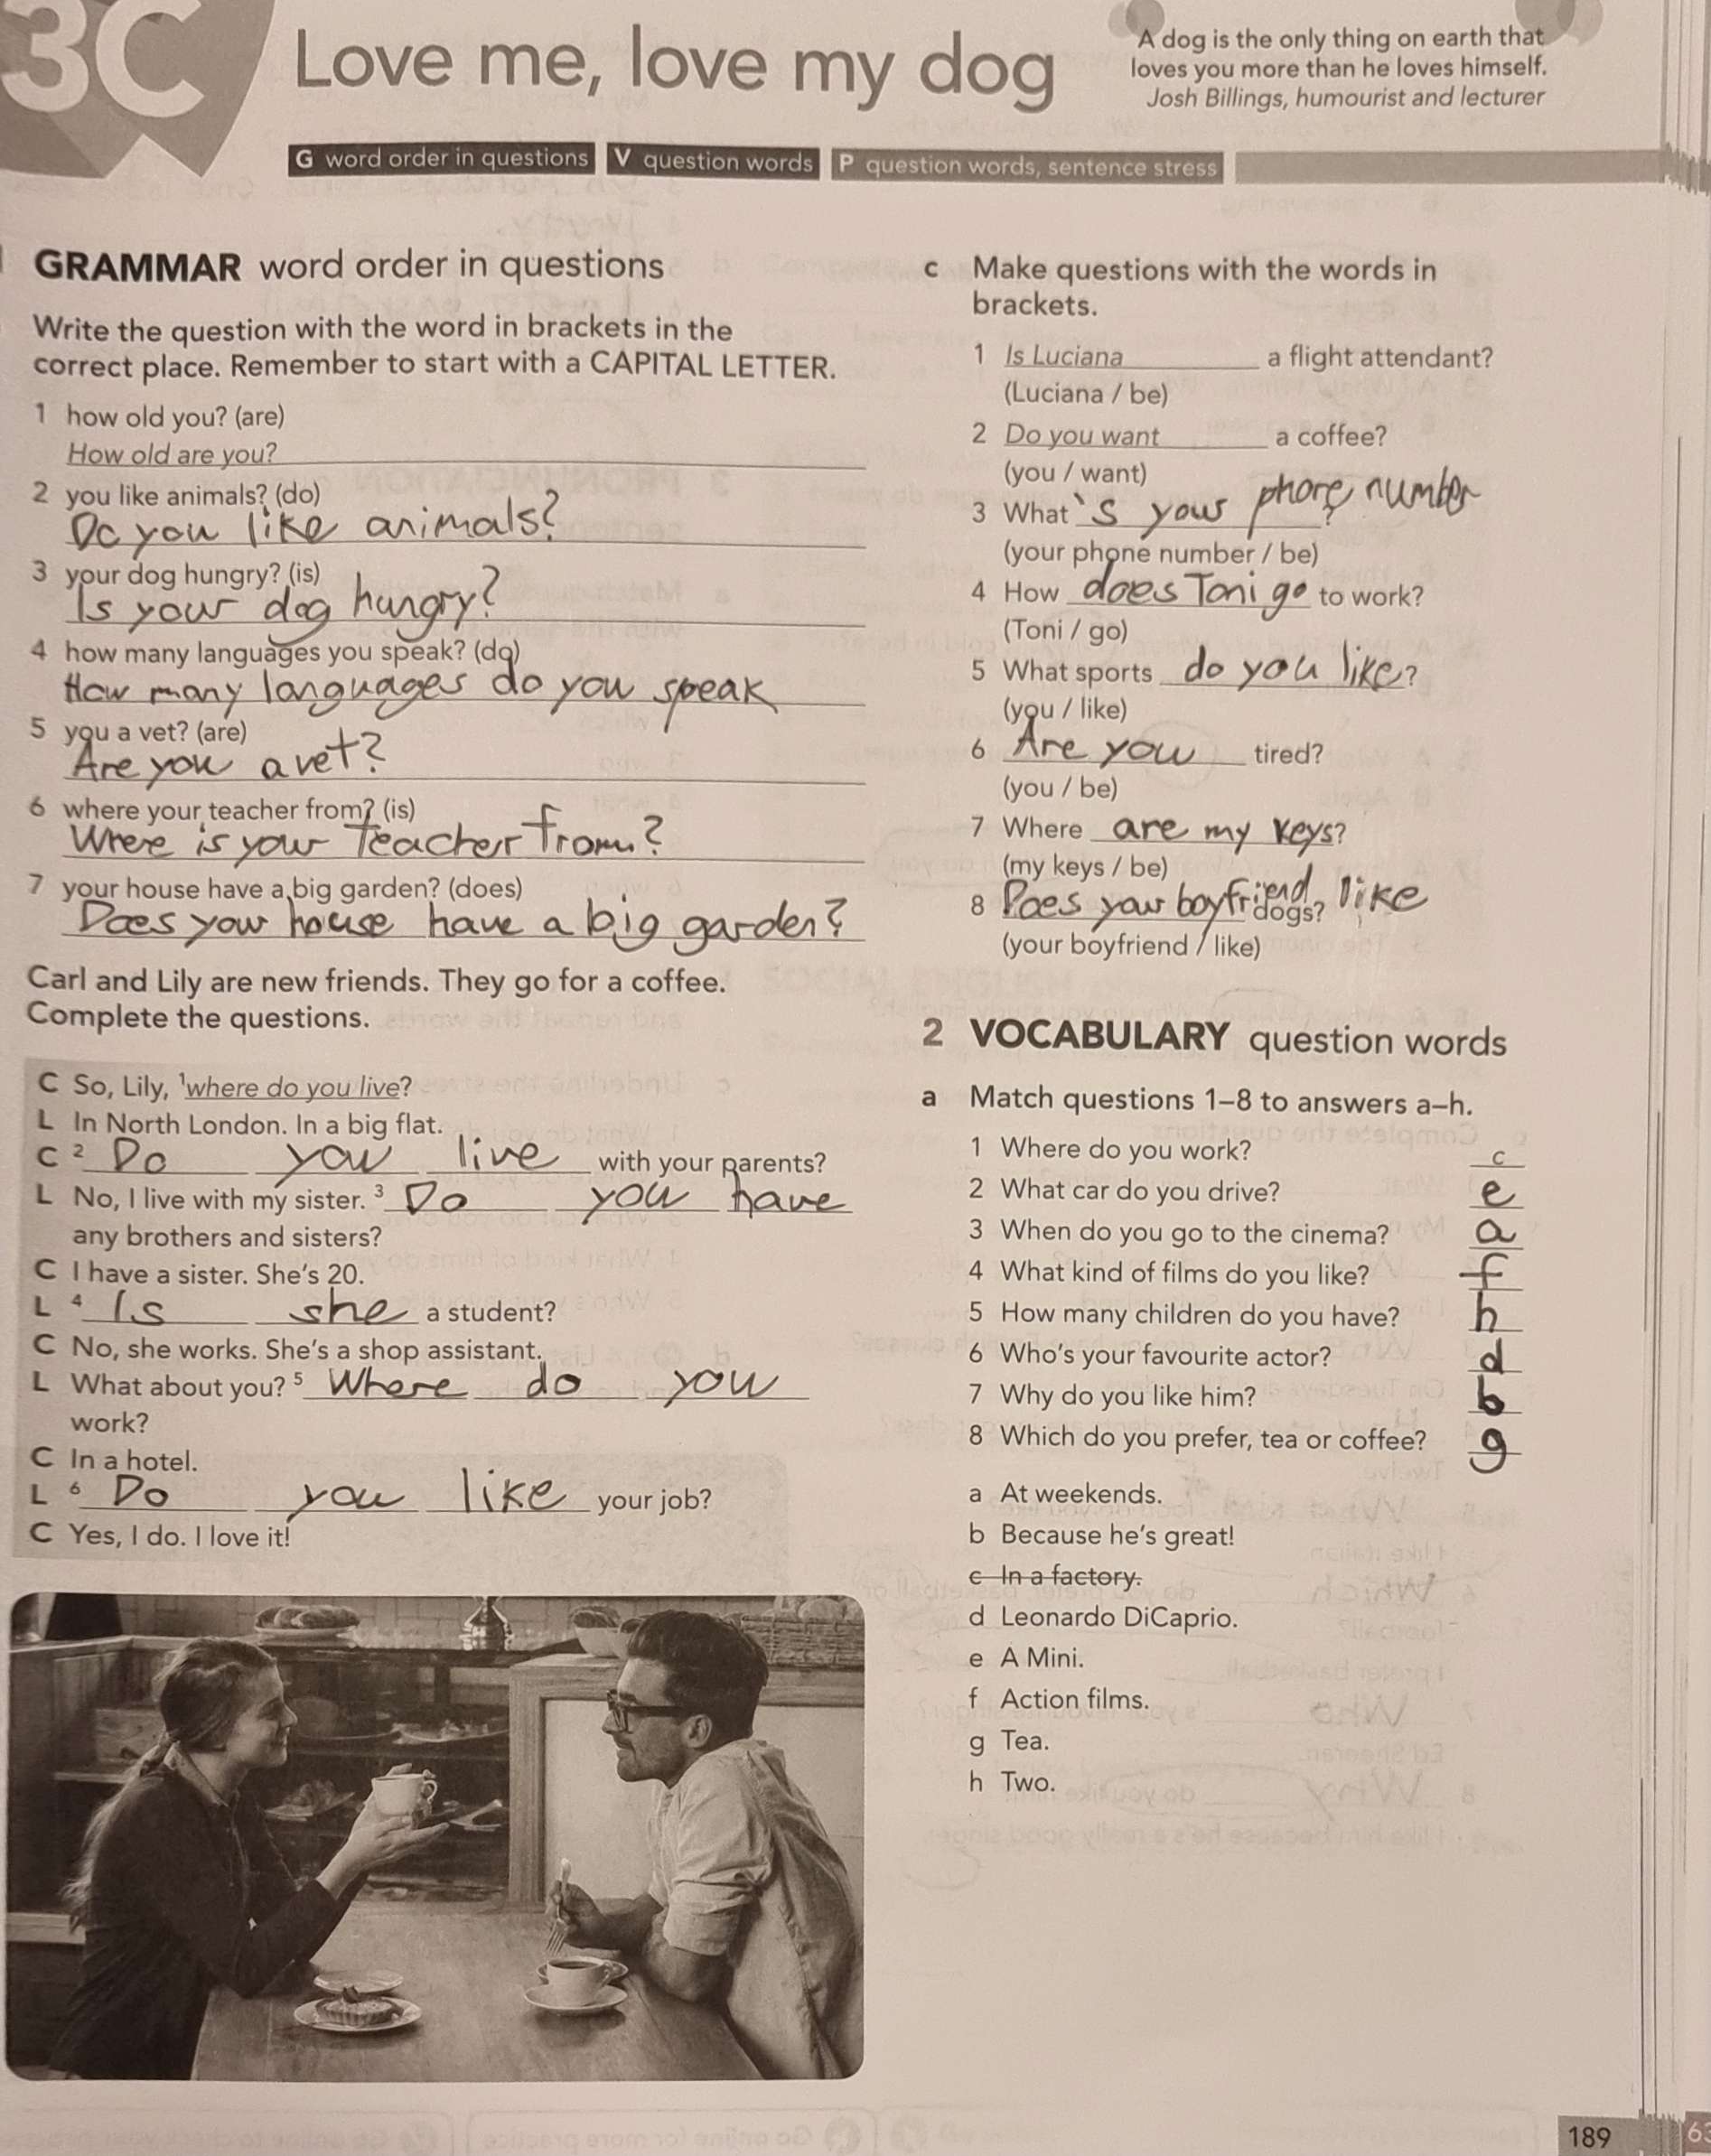 3C
Love me, love my dog
A dog is the only thing on earth that
loves you more than he loves himself.
Josh Billings, humourist and lecturer
G word order in questions V question words P question words, sentence stress
GRAMMAR word order in questions
Write the question with the word in brackets in the
correct place. Remember to start with a CAPITAL LETTER.
1 how old you? (are)
How old are you?
2 you like animals? (do)
Do you like animals?
3 your dog hungry? (is)
Is your dog hungry?
4 how many languages you speak? (do)
How many languages do you speak
5 you a vet? (are)
Are you a vet?
6 where your teacher from? (is)
Where is your teacher from?
7 your house have a big garden? (does)
Does your house have a big garden?
Carl and Lily are new friends. They go for a coffee.
Complete the questions.
C So, Lily, 1where do you live?
L In North London. In a big flat.
C 2 Do you live with your parents?
L No, I live with my sister. 3 Do you have
any brothers and sisters?
C I have a sister. She's 20.
L 4 Is she a student?
C No, she works. She's a shop assistant.
L What about you? 5 Where do you
work?
C In a hotel.
L 6 Do you like your job?
C Yes, I do. I love it!
c Make questions with the words in
brackets.
1 Is Luciana a flight attendant?
(Luciana / be)
2 Do you want a coffee?
(you / want)
3 What 's your phone number?
(your phone number / be)
4 How does Toni go to work?
(Toni / go)
5 What sports do you like?
(you / like)
6 Are you tired?
(you / be)
7 Where are my keys?
(my keys / be)
8 Does your boyfriend like dogs?
(your boyfriend / like)
2 VOCABULARY question words
a Match questions 1–8 to answers a–h.
1 Where do you work? c
2 What car do you drive? e
3 When do you go to the cinema? a
4 What kind of films do you like? f
5 How many children do you have? h
6 Who's your favourite actor? d
7 Why do you like him? b
8 Which do you prefer, tea or coffee? g
a At weekends.
b Because he's great!
c In a factory.
d Leonardo DiCaprio.
e A Mini.
f Action films.
g Tea.
h Two.
189